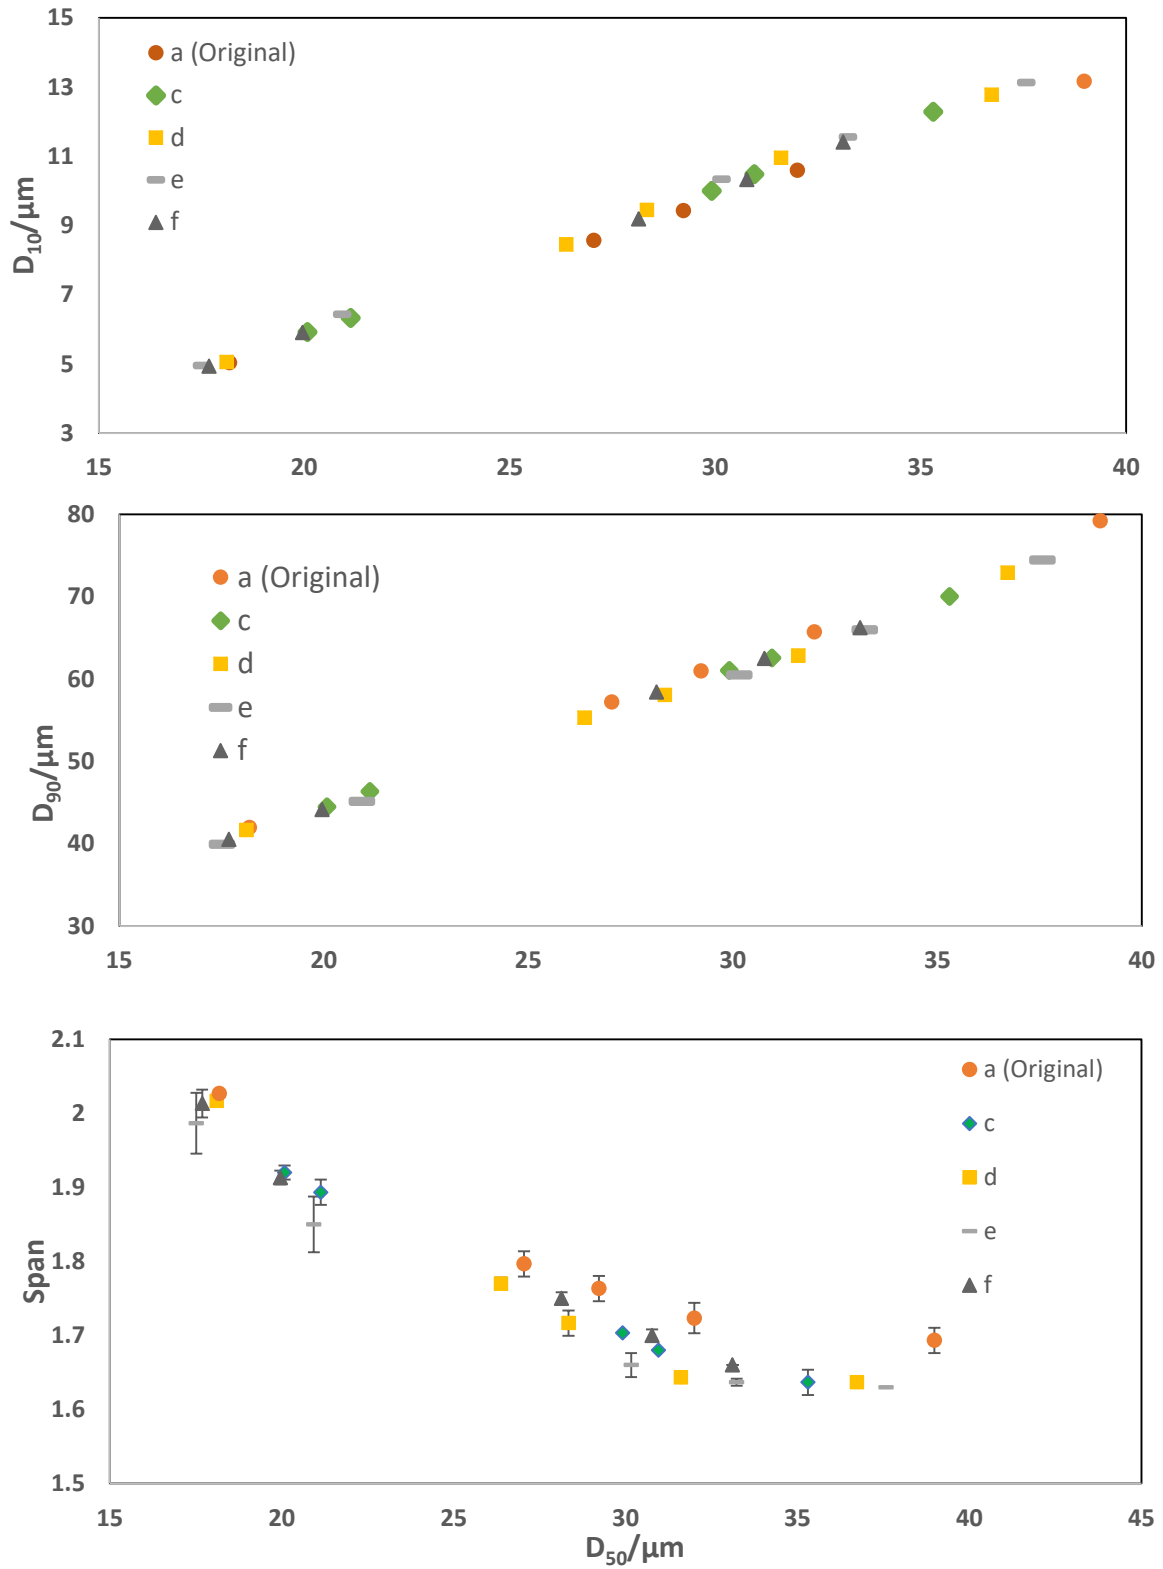 15
13
11
9
7
5
3
D10/µm
a (Original)
c
d
e
f
15 20 25 30 35 40
80
70
60
50
40
30
D90/µm
a (Original)
c
d
e
f
15 20 25 30 35 40
2.1
2
1.9
1.8
1.7
1.6
1.5
Span
a (Original)
c
d
e
f
15 20 25 30 35 40 45
D50/µm